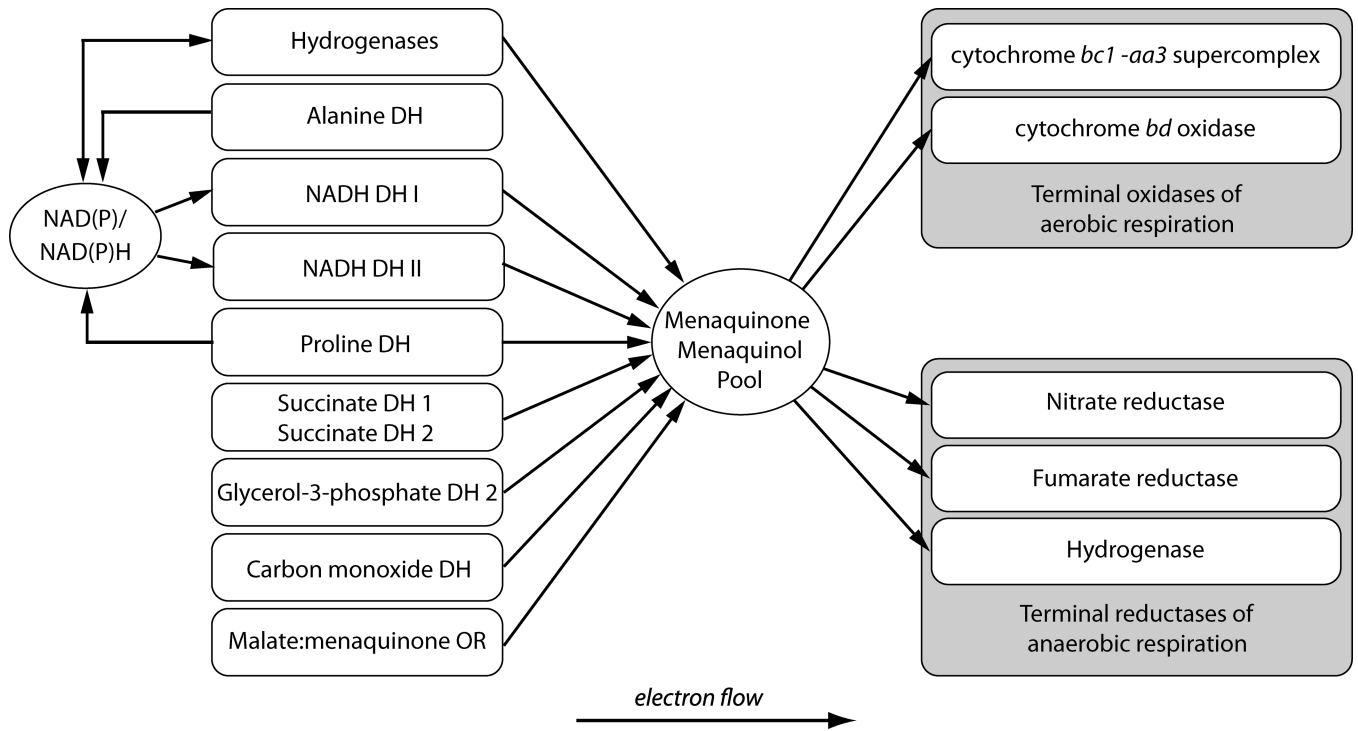 Hydrogenases
Alanine DH
NADH DH I
NADH DH II
Proline DH
Succinate DH 1
Succinate DH 2
Glycerol-3-phosphate DH 2
Carbon monoxide DH
Malate:menaquinone OR
NAD(P)/
NAD(P)H
Menaquinone
Menaquinol
Pool
cytochrome bc1 -aa3 supercomplex
cytochrome bd oxidase
Terminal oxidases of
aerobic respiration
Nitrate reductase
Fumarate reductase
Hydrogenase
Terminal reductases of
anaerobic respiration
electron flow